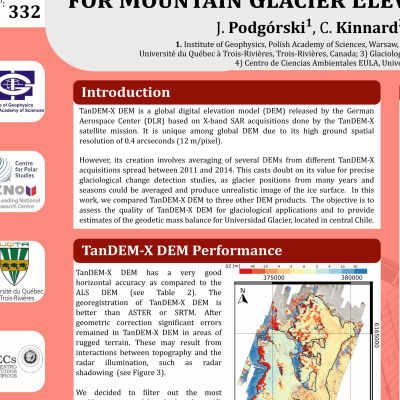 332
FOR MOUNTAIN GLACIER ELEV
J. Podgórski¹, C. Kinnard
1. Institute of Geophysics, Polish Academy of Sciences, Warsaw,
Université du Québec à Trois-Rivières, Trois-Rivières, Canada; 3) Glaciolog
4) Centro de Ciencias Ambientales EULA, Unive
e of Geophysics
Academy of Sciences
Centre
for Polar
Studies
KNOW
Leading National
Research Centre
UQTR
rsité du Québec
Trois-Rivières
CCs
Introduction
TanDEM-X DEM is a global digital elevation model (DEM) released by the German
Aerospace Center (DLR) based on X-band SAR acquisitions done by the TanDEM-X
satellite mission. It is unique among global DEM due to its high ground spatial
resolution of 0.4 arcseconds (12 m/pixel).
However, its creation involves averaging of several DEMs from different TanDEM-X
acquisitions spread between 2011 and 2014. This casts doubt on its value for precise
glaciological change detection studies, as glacier positions from many years and
seasons could be averaged and produce unrealistic image of the ice surface. In this
work, we compared TanDEM-X to three other DEM products. The objective is to
assess the quality of TanDEM-X DEM for glaciological applications and to provide
estimates of the geodetic mass balance for Universidad Glacier, located in central Chile.
TanDEM-X DEM Performance
TanDEM-X DEM has a very good
horizontal accuracy as compared to the
ALS DEM (see Table 2). The
georegistration of TanDEM-X DEM is
better than ASTER or SRTM. After
geometric correction significant errors
remained in TanDEM-X DEM in areas of
rugged terrain. These may result from
interactions between topography and the
radar illumination, such as radar
shadowing (see Figure 3).
We decided to filter out the most
ΔZ [m]
375000
380000
N
6165000